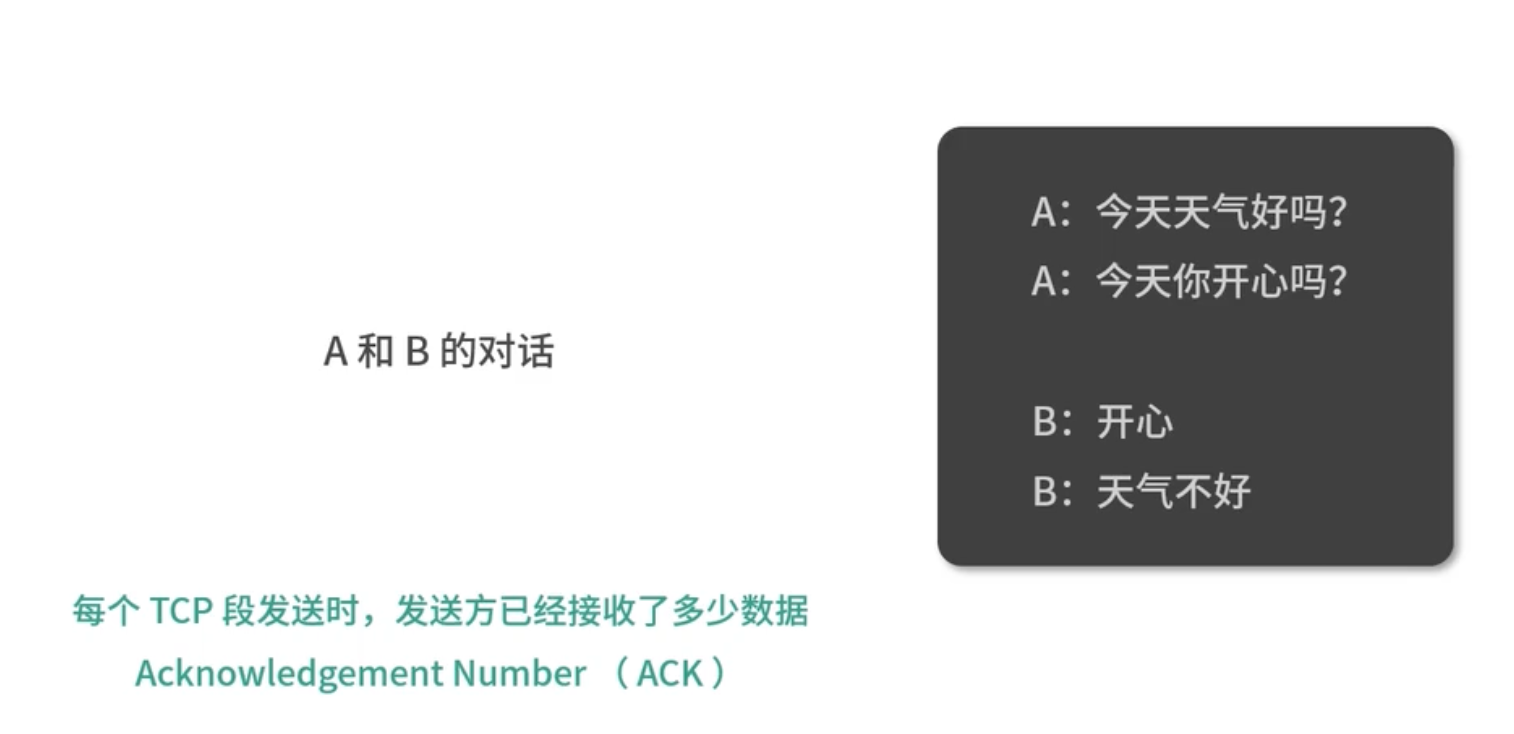 A：今天天气好吗？
A：今天你开心吗？
A 和 B 的对话
B：开心
B：天气不好
每个 TCP 段发送时，发送方已经接收了多少数据
Acknowledgement Number （ ACK ）